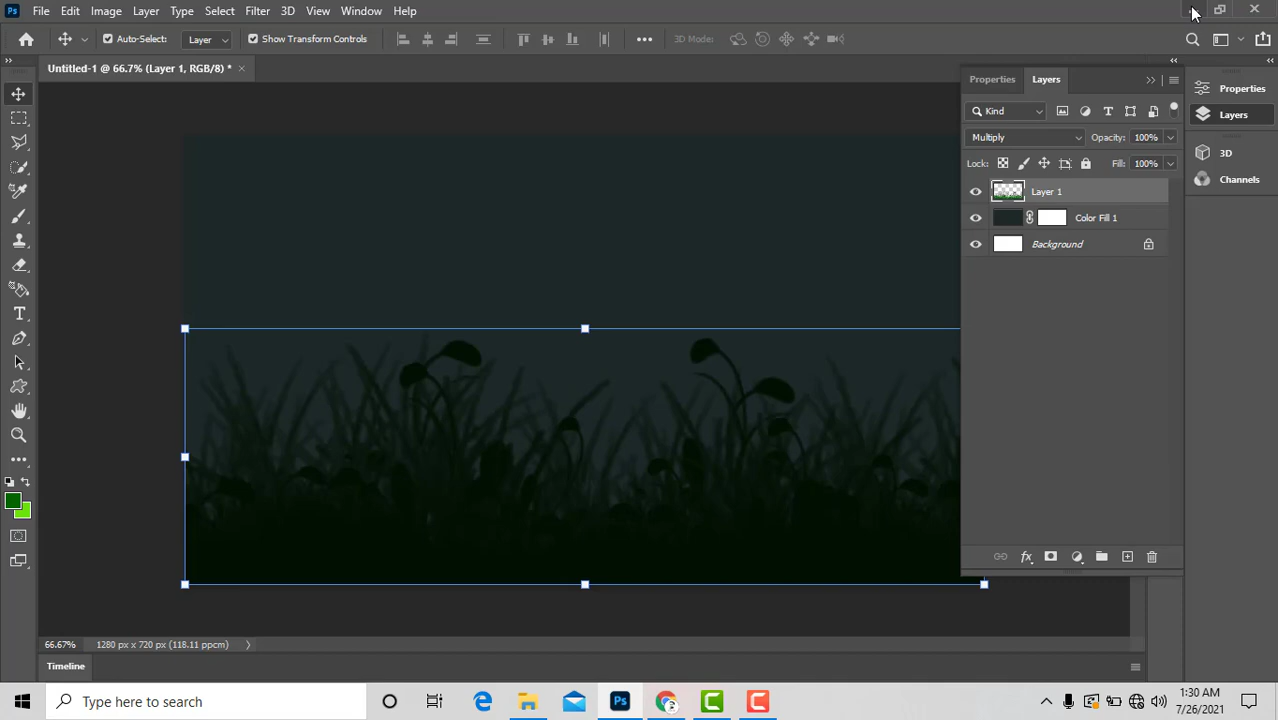 Ps File Edit Image Layer Type Select Filter 3D View Window Help
Auto-Select: Layer Show Transform Controls 3D Mode:
Untitled-1 @ 66.7% (Layer 1, RGB/8) *
Properties Layers
Kind
Multiply Opacity: 100%
Lock: Fill: 100%
Layer 1
Color Fill 1
Background
fx
Properties
Layers
3D
Channels
66.67% 1280 px x 720 px (118.11 ppcm)
Timeline
Type here to search
Ps
1:30 AM
7/26/2021